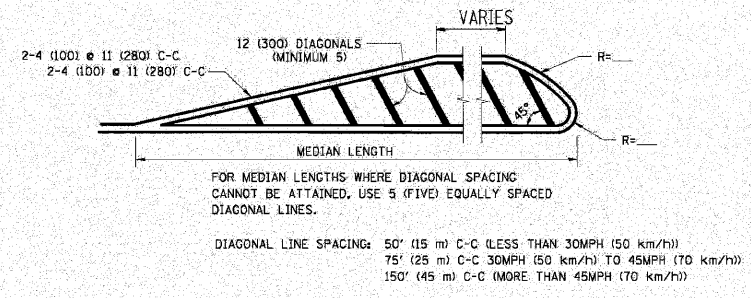 VARIES
12 (300) DIAGONALS
(MINIMUM 5)
2-4 (100) @ 11 (280) C-C
2-4 (100) @ 11 (280) C-C
R=__
45°
R=__
MEDIAN LENGTH
FOR MEDIAN LENGTHS WHERE DIAGONAL SPACING
CANNOT BE ATTAINED, USE 5 (FIVE) EQUALLY SPACED
DIAGONAL LINES.
DIAGONAL LINE SPACING: 50' (15 m) C-C (LESS THAN 30MPH (50 km/h))
75' (25 m) C-C 30MPH (50 km/h) TO 45MPH (70 km/h))
150' (45 m) C-C (MORE THAN 45MPH (70 km/h))